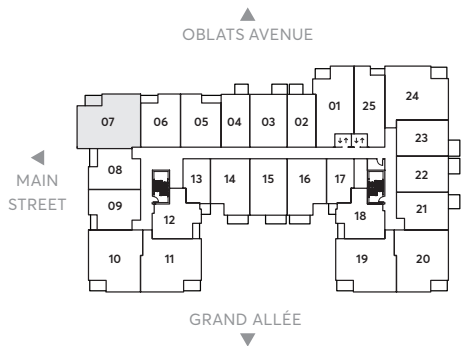 OBLATS AVENUE
01 25 24
07 06 05 04 03 02
23
MAIN
STREET
08 13 14 15 16 17 22
09 12 18 21
10 11 19 20
GRAND ALLÉE